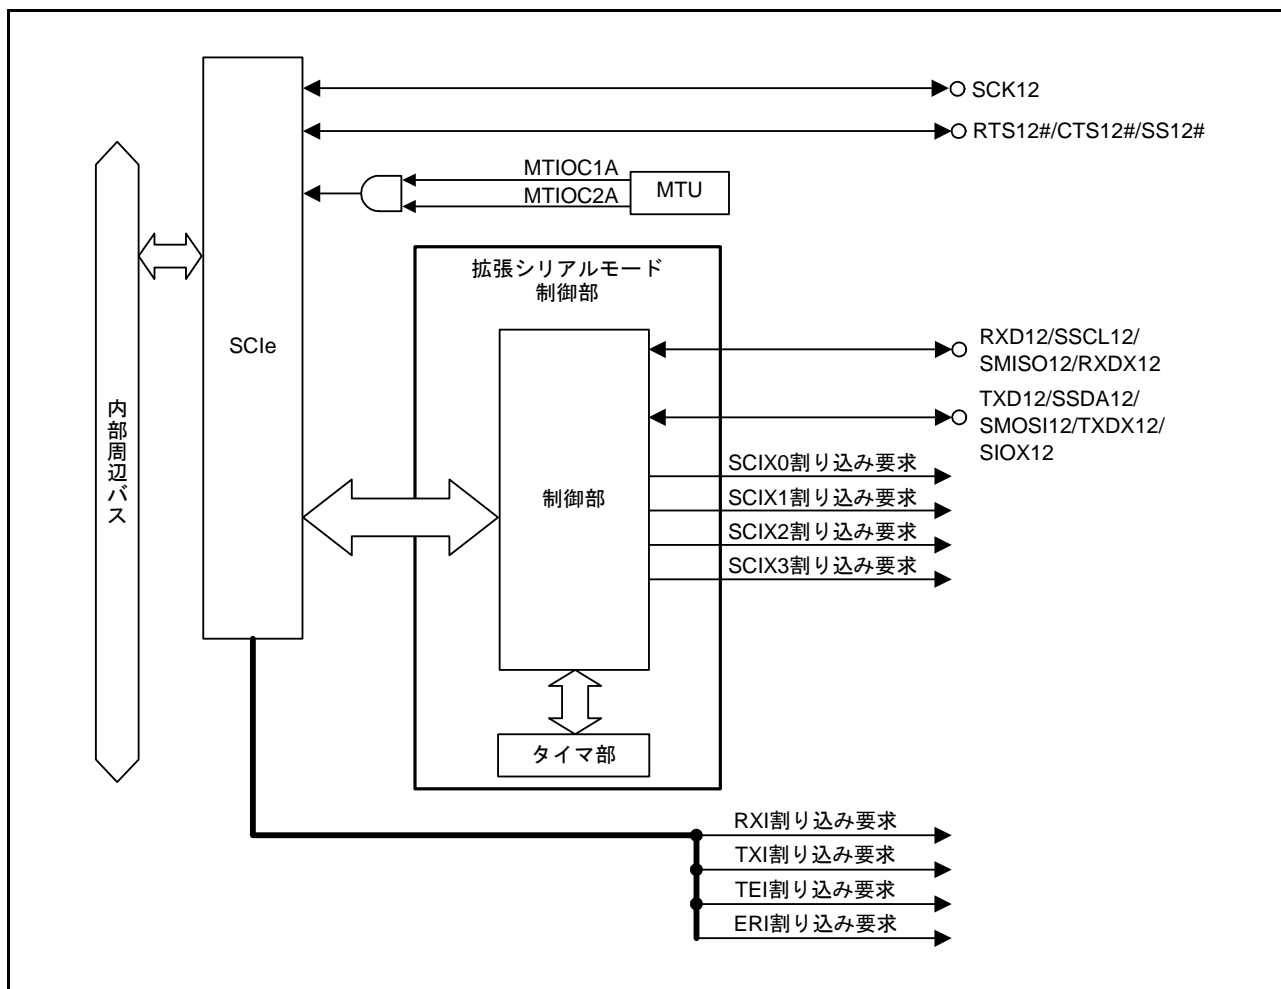 SCK12
RTS12#/CTS12#/SS12#
MTIOC1A
MTIOC2A
MTU
拡張シリアルモード
制御部
SCIe
RXD12/SSCL12/
SMISO12/RXDX12
TXD12/SSDA12/
SMOSI12/TXDX12/
SIOX12
内部周辺バス
制御部
SCIX0割り込み要求
SCIX1割り込み要求
SCIX2割り込み要求
SCIX3割り込み要求
タイマ部
RXI割り込み要求
TXI割り込み要求
TEI割り込み要求
ERI割り込み要求